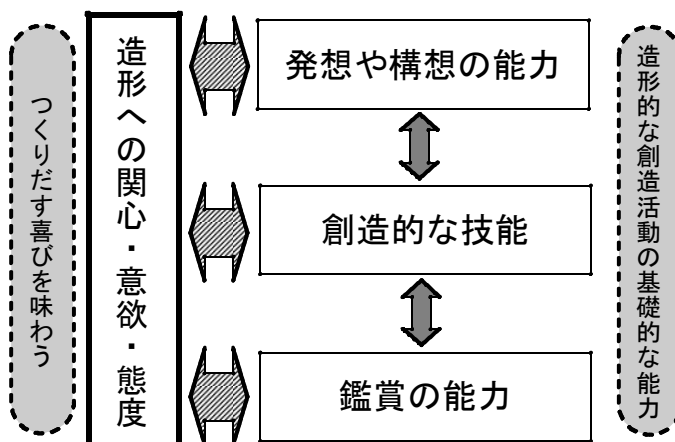 つくりだす喜びを味わう
造形への関心・意欲・態度
発想や構想の能力
創造的な技能
鑑賞の能力
造形的な創造活動の基礎的な能力